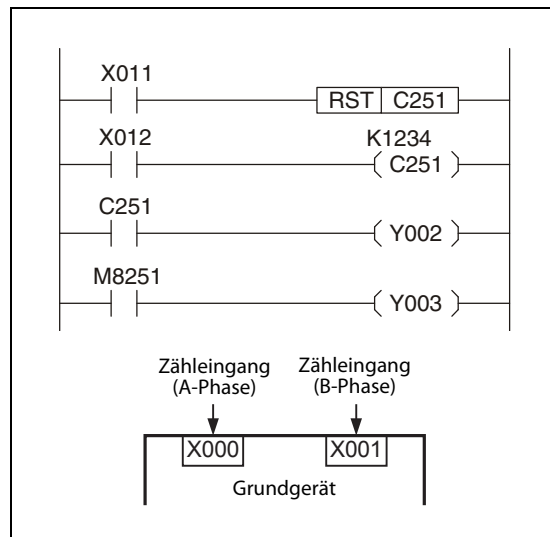 X011
RST C251
X012 K1234
C251
C251
Y002
M8251
Y003
Zähleingang (A-Phase)
Zähleingang (B-Phase)
X000 X001
Grundgerät